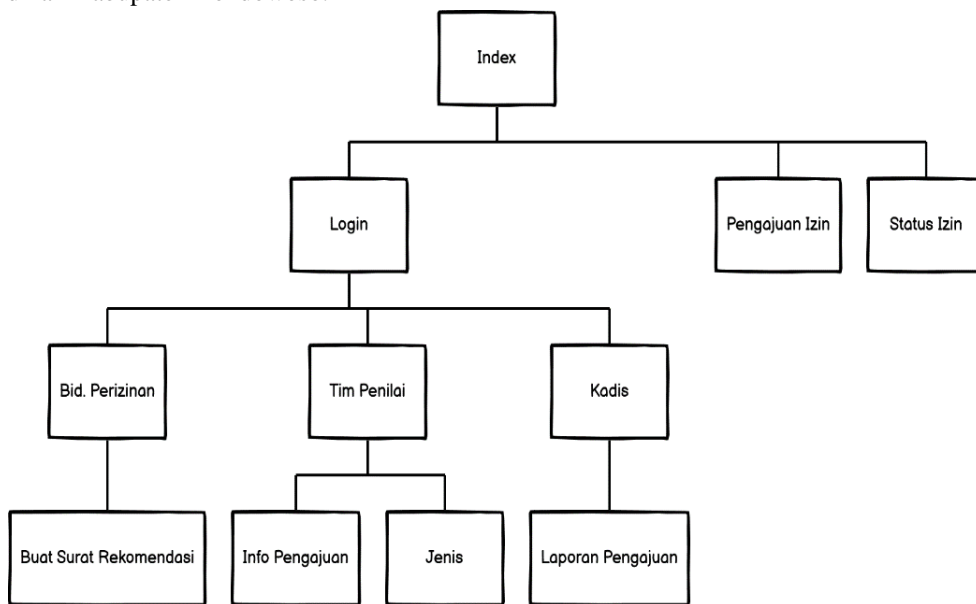 Index
Login
Pengajuan Izin
Status Izin
Bid. Perizinan
Tim Penilai
Kadis
Buat Surat Rekomendasi
Info Pengajuan
Jenis
Laporan Pengajuan